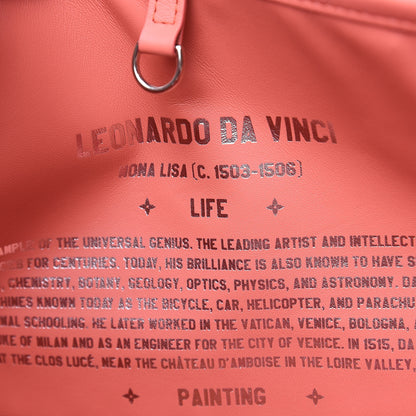 LEONARDO DA VINCI
MONA LISA (C. 1503-1506)
LIFE
OF THE UNIVERSAL GENIUS. THE LEADING ARTIST AND INTELLECT
FOR CENTURIES. TODAY, HIS BRILLIANCE IS ALSO KNOWN TO HAVE S
, CHEMISTRY, BOTANY, GEOLOGY, OPTICS, PHYSICS, AND ASTRONOMY. DA
HINES KNOWN TODAY AS THE BICYCLE, CAR, HELICOPTER, AND PARACHU
MAL SCHOOLING. HE LATER WORKED IN THE VATICAN, VENICE, BOLOGNA,
UKE OF MILAN AND AS AN ENGINEER FOR THE CITY OF VENICE. IN 1515, DA
AT THE CLOS LUCÉ, NEAR THE CHÂTEAU D'AMBOISE IN THE LOIRE VALLEY,
PAINTING